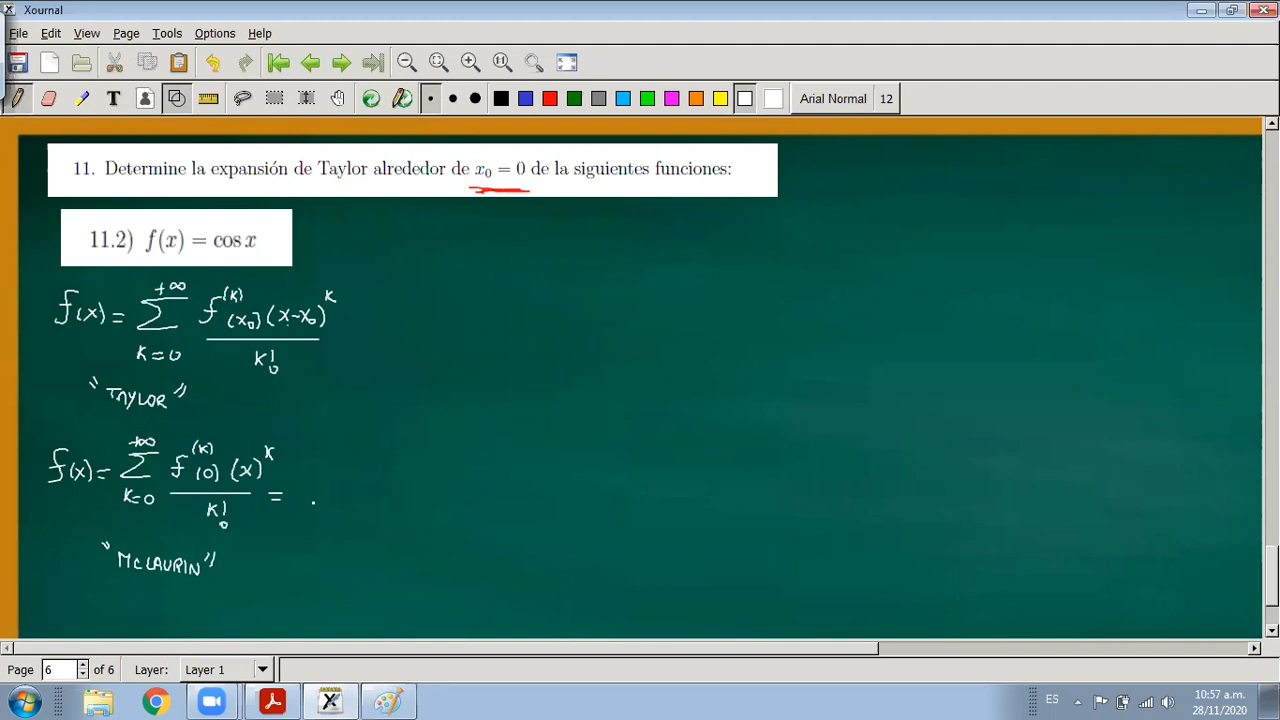 Xournal
File Edit View Page Tools Options Help
Arial Normal 12
11. Determine la expansión de Taylor alrededor de x₀ = 0 de la siguientes funciones:
11.2) f(x) = cos x
f(x) = ∑_{k=0}^{+∞} f^{(k)}(x₀)(x-x₀)^k / k!
"TAYLOR"
f(x) = ∑_{k=0}^{+∞} f^{(k)}(0)(x)^k / k! =
"McLAURIN"
Page 6 of 6 Layer: Layer 1
ES 10:57 a.m.
28/11/2020